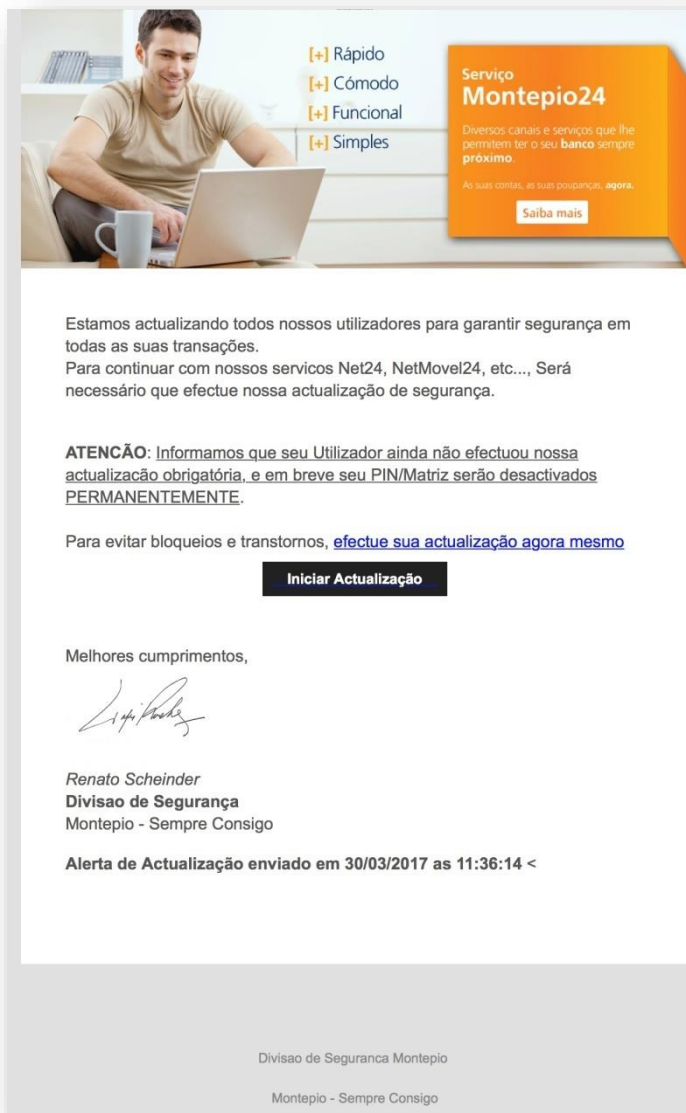 [+] Rápido
[+] Cómodo
[+] Funcional
[+] Simples
Serviço
Montepio24
Diversos canais e serviços que lhe
permitem ter o seu banco sempre
próximo.
As suas contas, as suas poupanças, agora.
Saiba mais
Estamos actualizando todos nossos utilizadores para garantir segurança em
todas as suas transações.
Para continuar com nossos servicos Net24, NetMovel24, etc..., Será
necessário que efectue nossa actualização de segurança.
ATENCÃO: Informamos que seu Utilizador ainda não efectuou nossa
actualizacão obrigatória, e em breve seu PIN/Matriz serão desactivados
PERMANENTEMENTE.
Para evitar bloqueios e transtornos, efectue sua actualização agora mesmo
Iniciar Actualização
Melhores cumprimentos,
Renato Scheinder
Divisao de Segurança
Montepio - Sempre Consigo
Alerta de Actualização enviado em 30/03/2017 as 11:36:14 <
Divisao de Seguranca Montepio
Montepio - Sempre Consigo